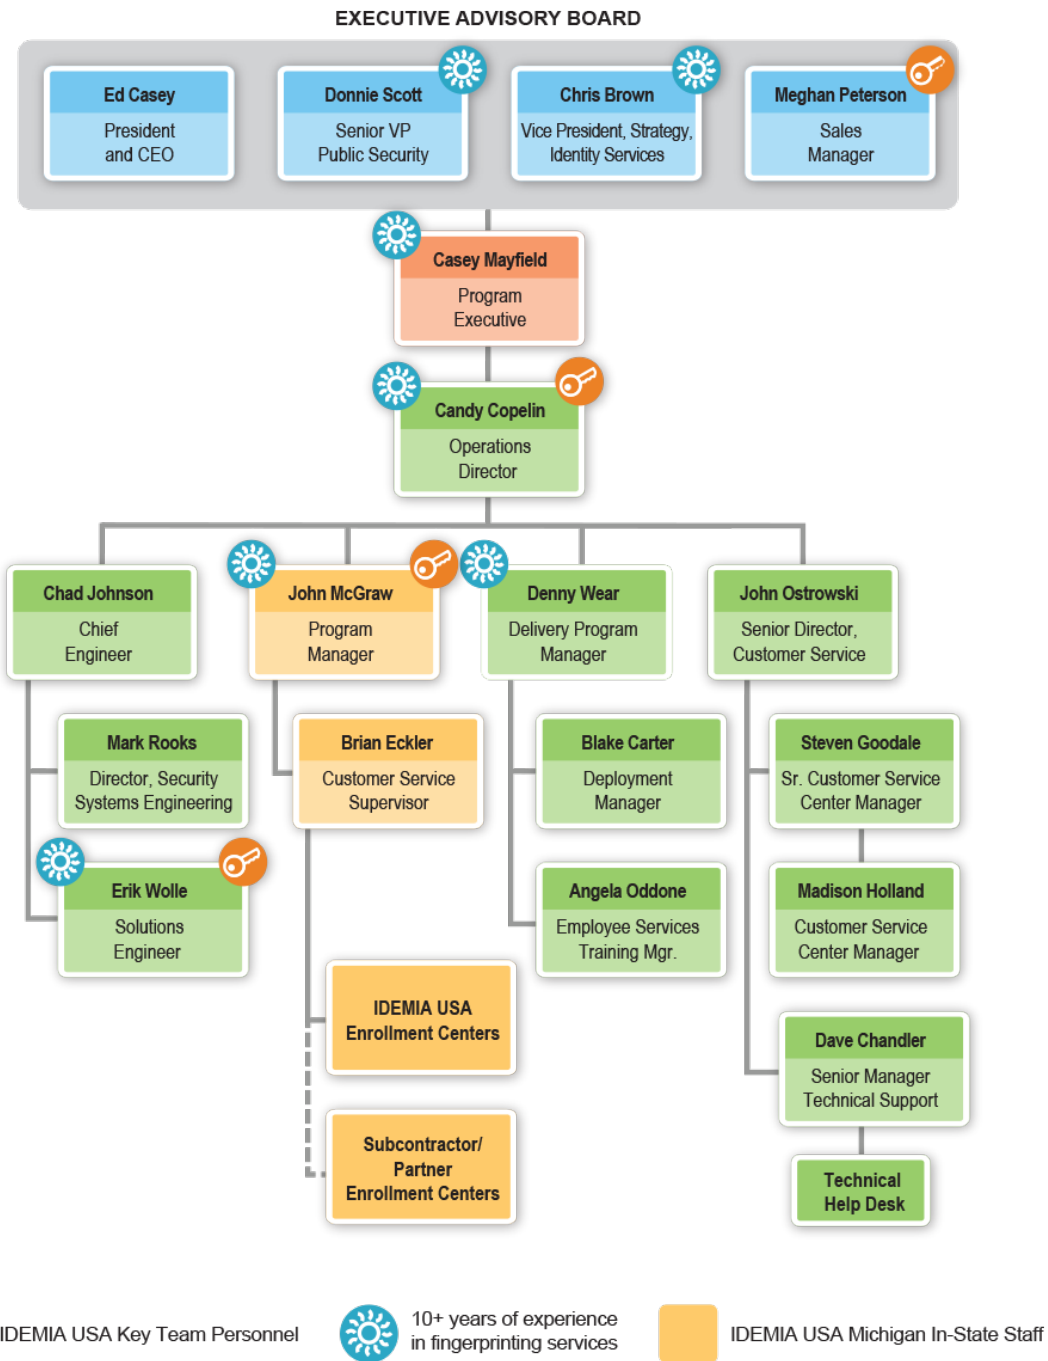 EXECUTIVE ADVISORY BOARD
Ed Casey
President
and CEO
Donnie Scott
Senior VP
Public Security
Chris Brown
Vice President, Strategy,
Identity Services
Meghan Peterson
Sales
Manager
Casey Mayfield
Program
Executive
Candy Copelin
Operations
Director
Chad Johnson
Chief
Engineer
John McGraw
Program
Manager
Denny Wear
Delivery Program
Manager
John Ostrowski
Senior Director,
Customer Service
Mark Rooks
Director, Security
Systems Engineering
Brian Eckler
Customer Service
Supervisor
Blake Carter
Deployment
Manager
Steven Goodale
Sr. Customer Service
Center Manager
Erik Wolle
Solutions
Engineer
Angela Oddone
Employee Services
Training Mgr.
Madison Holland
Customer Service
Center Manager
IDEMIA USA
Enrollment Centers
Dave Chandler
Senior Manager
Technical Support
Subcontractor/
Partner
Enrollment Centers
Technical
Help Desk
IDEMIA USA Key Team Personnel
10+ years of experience
in fingerprinting services
IDEMIA USA Michigan In-State Staff